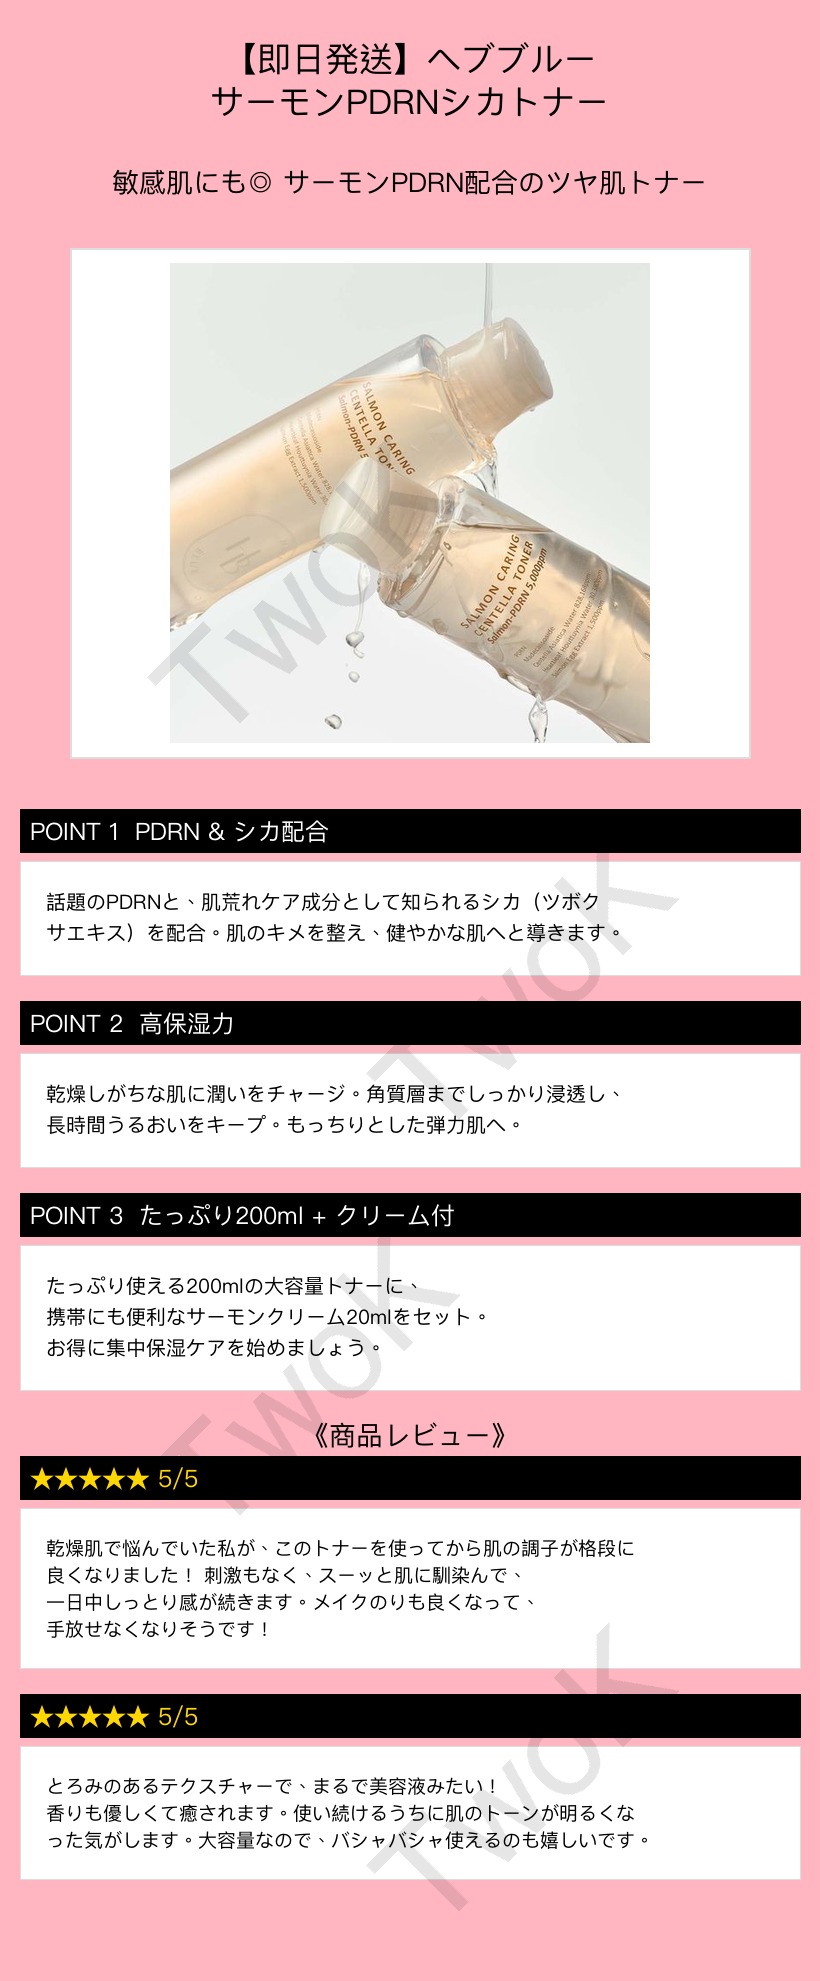 【即日発送】ヘブブルー
サーモンPDRNシカトナー
敏感肌にも◎ サーモンPDRN配合のツヤ肌トナー
SALMON CARING
CENTELLA TONER
Salmon-PDRN 5,000ppm
PDRN
Madecassoside
Centella Asiatica Water
Houttuynia Water
Salmon Egg Extract 1,500ppm
TwoK
POINT 1 PDRN & シカ配合
話題のPDRNと、肌荒れケア成分として知られるシカ（ツボク
サエキス）を配合。肌のキメを整え、健やかな肌へと導きます。
TwoK
POINT 2 高保湿力
乾燥しがちな肌に潤いをチャージ。角質層までしっかり浸透し、
長時間うるおいをキープ。もっちりとした弾力肌へ。
POINT 3 たっぷり200ml + クリーム付
たっぷり使える200mlの大容量トナーに、
携帯にも便利なサーモンクリーム20mlをセット。
お得に集中保湿ケアを始めましょう。
TwoK
《商品レビュー》
★★★★★ 5/5
乾燥肌で悩んでいた私が、このトナーを使ってから肌の調子が格段に
良くなりました！ 刺激もなく、スーッと肌に馴染んで、
一日中しっとり感が続きます。メイクのりも良くなって、
手放せなくなりそうです！
★★★★★ 5/5
とろみのあるテクスチャーで、まるで美容液みたい！
香りも優しくて癒されます。使い続けるうちに肌のトーンが明るくな
った気がします。大容量なので、バシャバシャ使えるのも嬉しいです。
TwoK